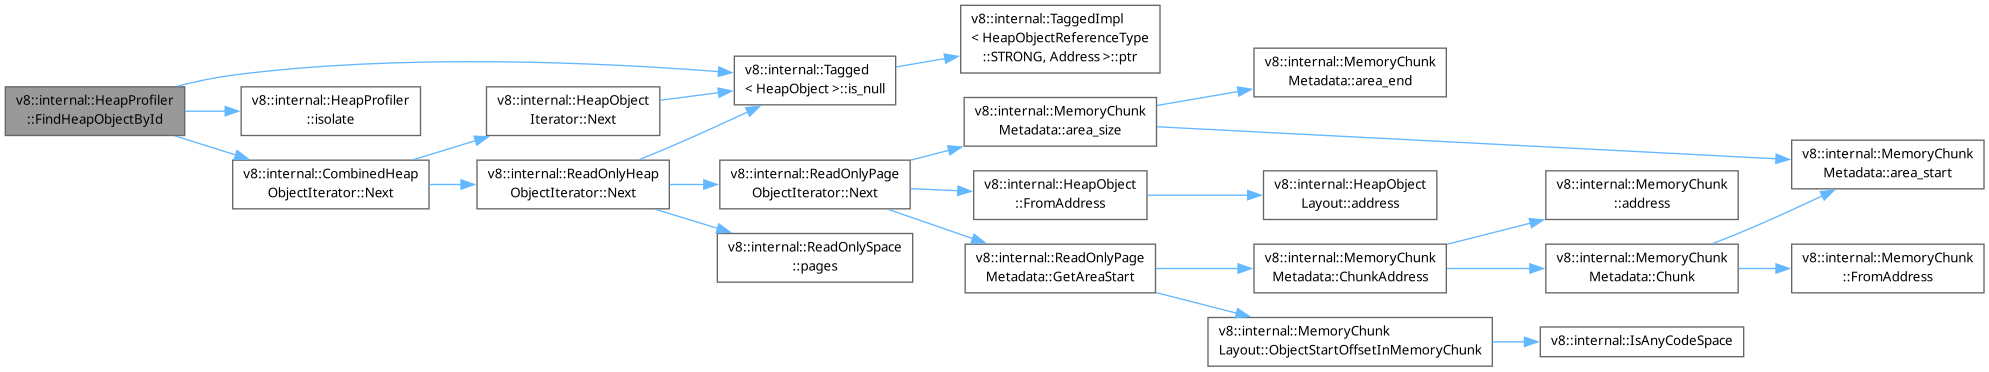 v8::internal::HeapProfiler
::FindHeapObjectById
v8::internal::HeapProfiler
::isolate
v8::internal::CombinedHeap
ObjectIterator::Next
v8::internal::HeapObject
Iterator::Next
v8::internal::ReadOnlyHeap
ObjectIterator::Next
v8::internal::Tagged
< HeapObject >::is_null
v8::internal::ReadOnlyPage
ObjectIterator::Next
v8::internal::ReadOnlySpace
::pages
v8::internal::TaggedImpl
< HeapObjectReferenceType
::STRONG, Address >::ptr
v8::internal::MemoryChunk
Metadata::area_size
v8::internal::HeapObject
::FromAddress
v8::internal::ReadOnlyPage
Metadata::GetAreaStart
v8::internal::MemoryChunk
Metadata::area_end
v8::internal::HeapObject
Layout::address
v8::internal::MemoryChunk
Metadata::ChunkAddress
v8::internal::MemoryChunk
Layout::ObjectStartOffsetInMemoryChunk
v8::internal::MemoryChunk
::address
v8::internal::MemoryChunk
Metadata::Chunk
v8::internal::IsAnyCodeSpace
v8::internal::MemoryChunk
Metadata::area_start
v8::internal::MemoryChunk
::FromAddress